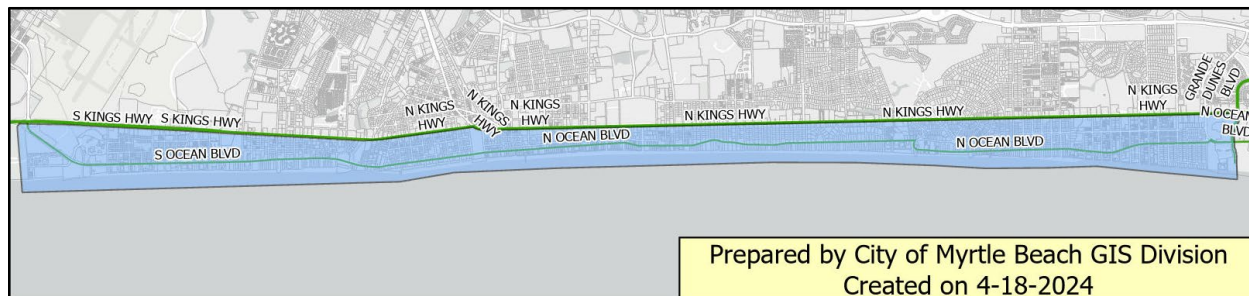 S KINGS HWY
S KINGS HWY
N KINGS
HWY
N KINGS
HWY
N KINGS
HWY
N KINGS HWY
N KINGS HWY
N KINGS
HWY
GRANDE
DUNES
BLVD
N OCEAN
BLVD
S OCEAN BLVD
N OCEAN BLVD
N OCEAN BLVD
Prepared by City of Myrtle Beach GIS Division
Created on 4-18-2024